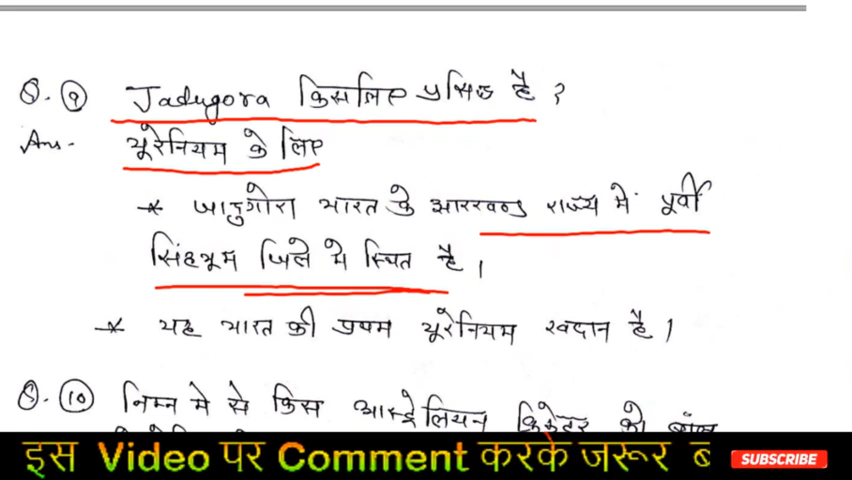 Q. 9 Jadugora किसलिए प्रसिद्ध है ?
Ans- यूरेनियम के लिए
* जादुगोरा भारत के झारखण्ड राज्य में पूर्वी
सिंहभूम जिले मे स्थित है ।
* यह भारत की प्रथम यूरेनियम खदान है ।
Q. 10 निम्न मे से किस आस्ट्रेलियन क्रिकेटर को बॉल
इस Video पर Comment करके जरूर ब
SUBSCRIBE